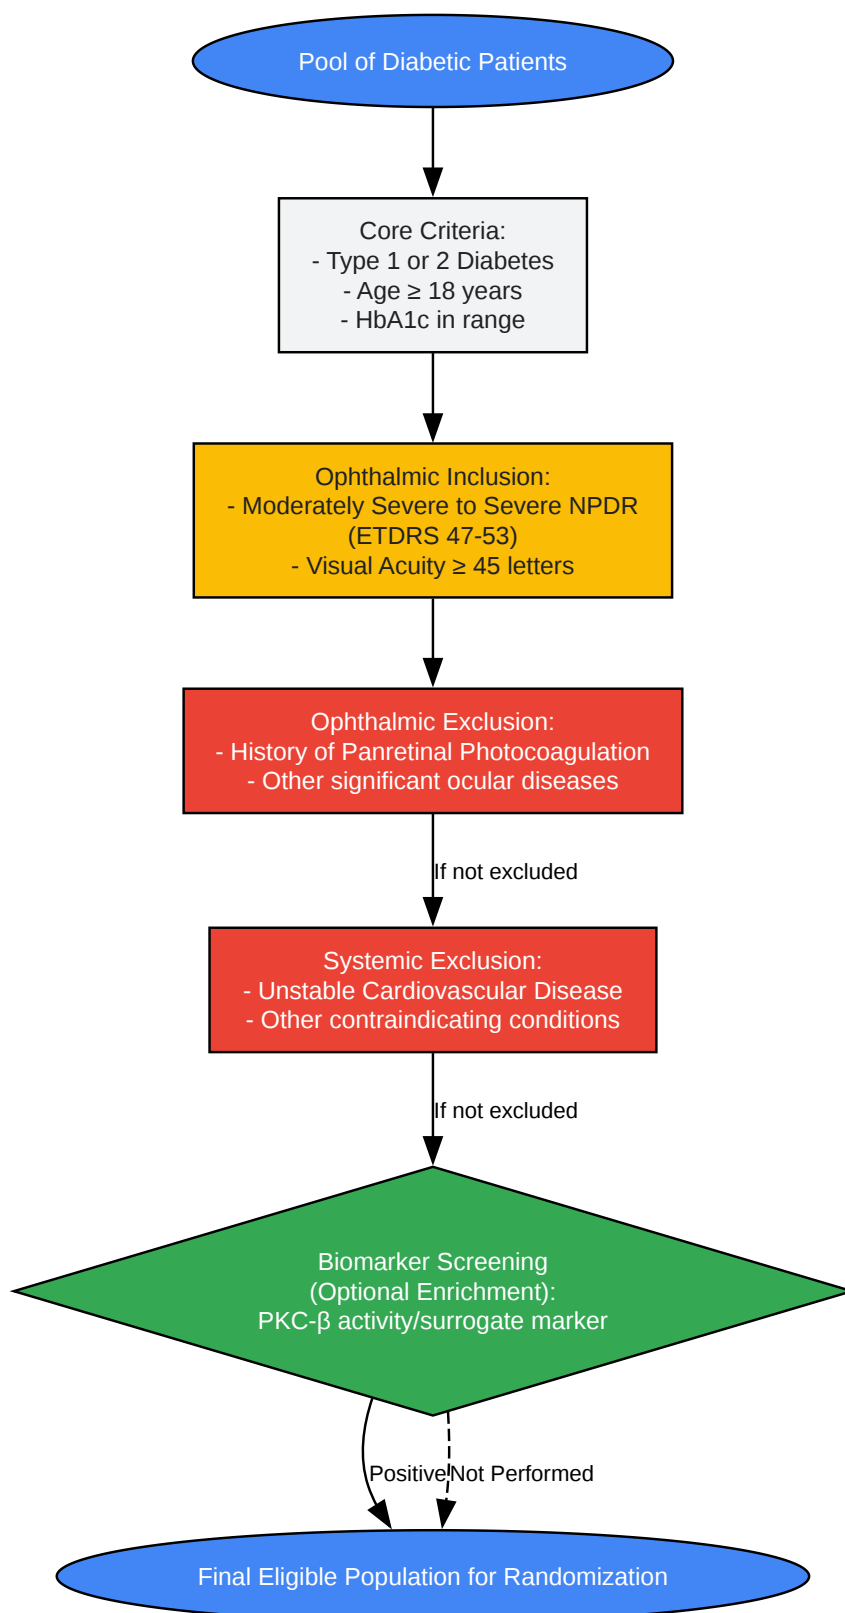 Pool of Diabetic Patients
Core Criteria:
- Type 1 or 2 Diabetes
- Age ≥ 18 years
- HbA1c in range
Ophthalmic Inclusion:
- Moderately Severe to Severe NPDR
(ETDRS 47-53)
- Visual Acuity ≥ 45 letters
Ophthalmic Exclusion:
- History of Panretinal Photocoagulation
- Other significant ocular diseases
If not excluded
Systemic Exclusion:
- Unstable Cardiovascular Disease
- Other contraindicating conditions
If not excluded
Biomarker Screening
(Optional Enrichment):
PKC-β activity/surrogate marker
Positive
Not Performed
Final Eligible Population for Randomization